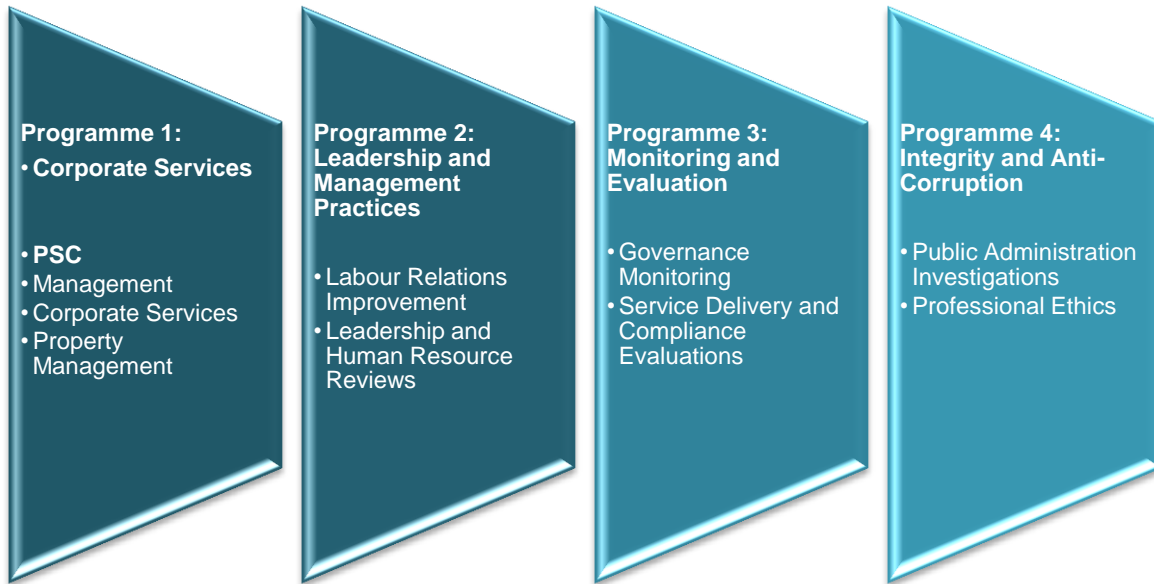 Programme 1:
• Corporate Services
• PSC
• Management
• Corporate Services
• Property
Management
Programme 2:
Leadership and
Management
Practices
• Labour Relations
Improvement
• Leadership and
Human Resource
Reviews
Programme 3:
Monitoring and
Evaluation
• Governance
Monitoring
• Service Delivery and
Compliance
Evaluations
Programme 4:
Integrity and Anti-
Corruption
• Public Administration
Investigations
• Professional Ethics